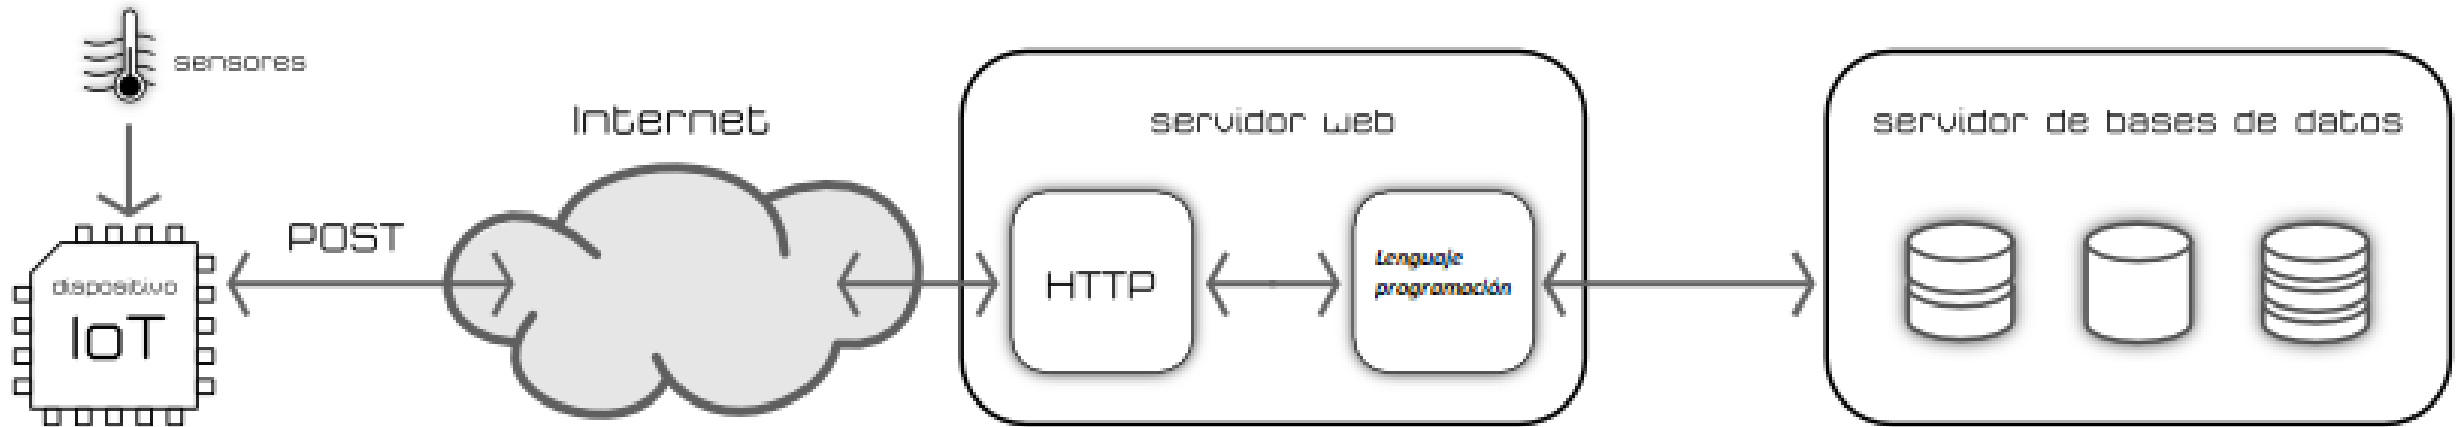 sensores
Internet
servidor web
servidor de bases de datos
POST
dispositivo
IoT
HTTP
Lenguaje
programación